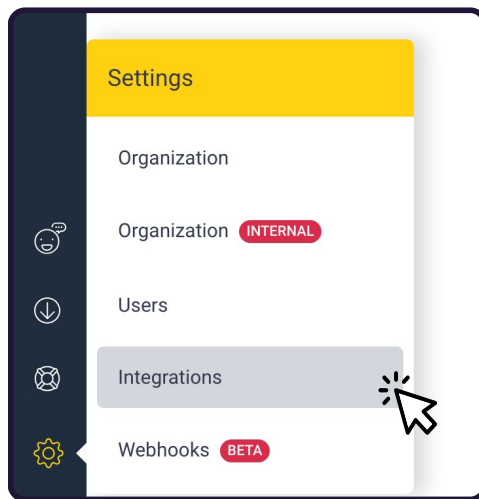 Settings
Organization
Organization INTERNAL
Users
Integrations
Webhooks BETA